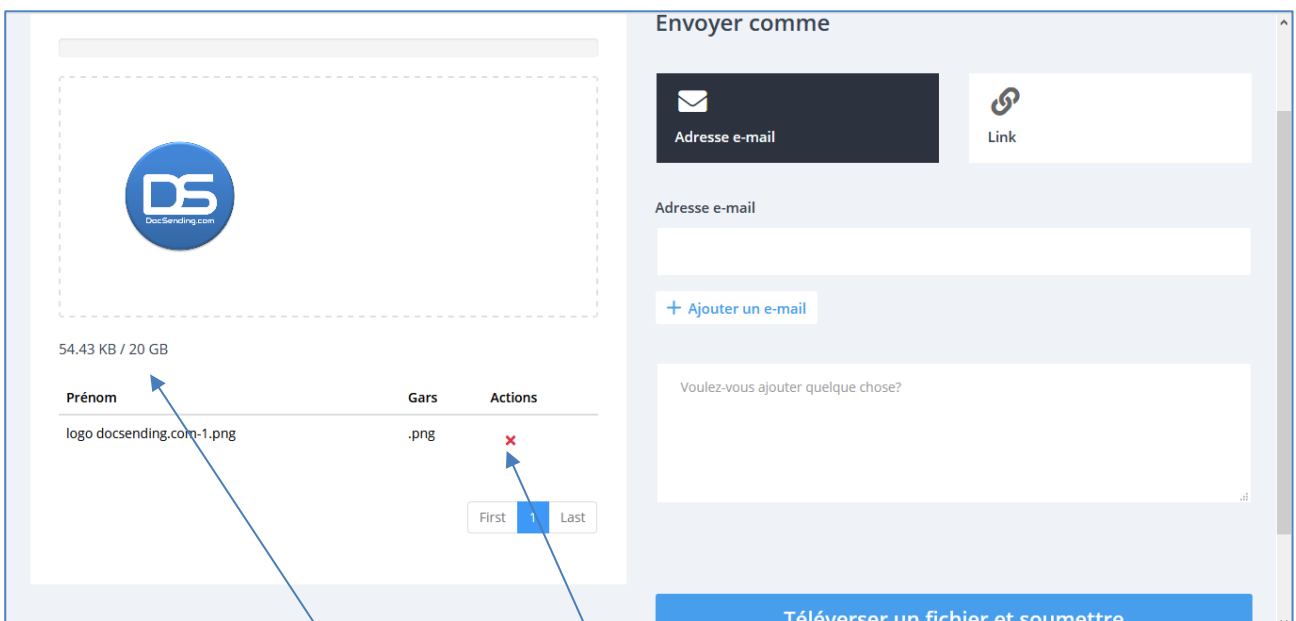 DS
DocSending.com
54.43 KB / 20 GB
Prénom Gars Actions
logo docsending.com-1.png .png
First 1 Last
Envoyer comme
Adresse e-mail
Link
Adresse e-mail
+ Ajouter un e-mail
Voulez-vous ajouter quelque chose?
Téléverser un fichier et soumettre